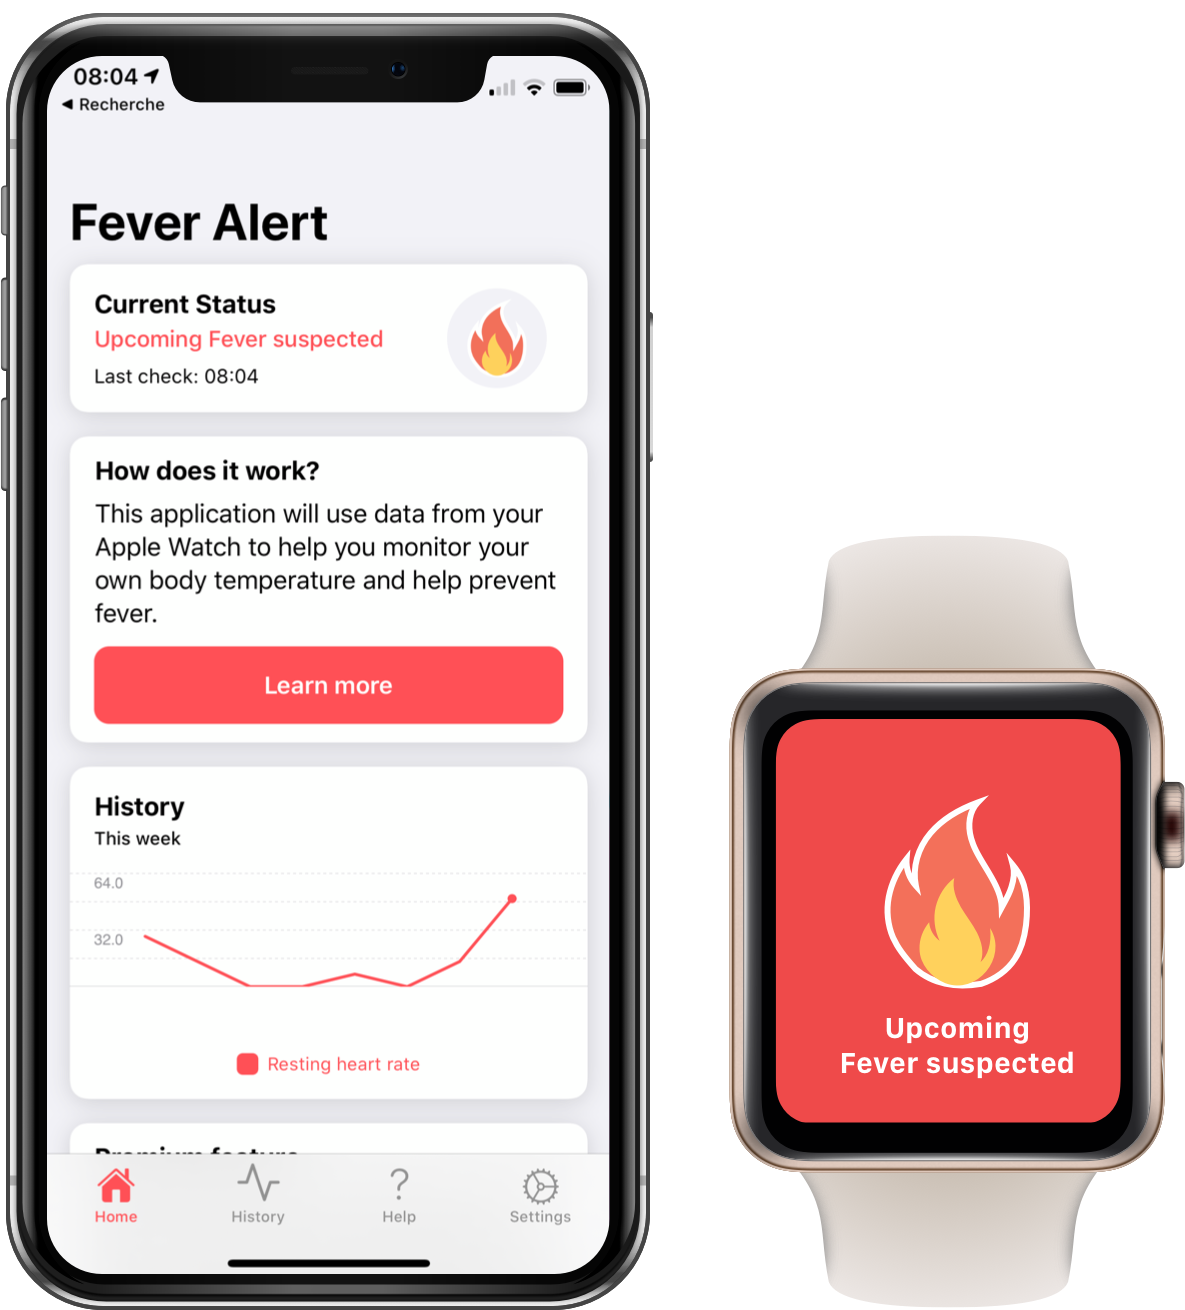 08:04
Recherche
Fever Alert
Current Status
Upcoming Fever suspected
Last check: 08:04
How does it work?
This application will use data from your
Apple Watch to help you monitor your
own body temperature and help prevent
fever.
Learn more
History
This week
64.0
32.0
Resting heart rate
Premium feature
Home
History
?
Help
Settings
Upcoming
Fever suspected